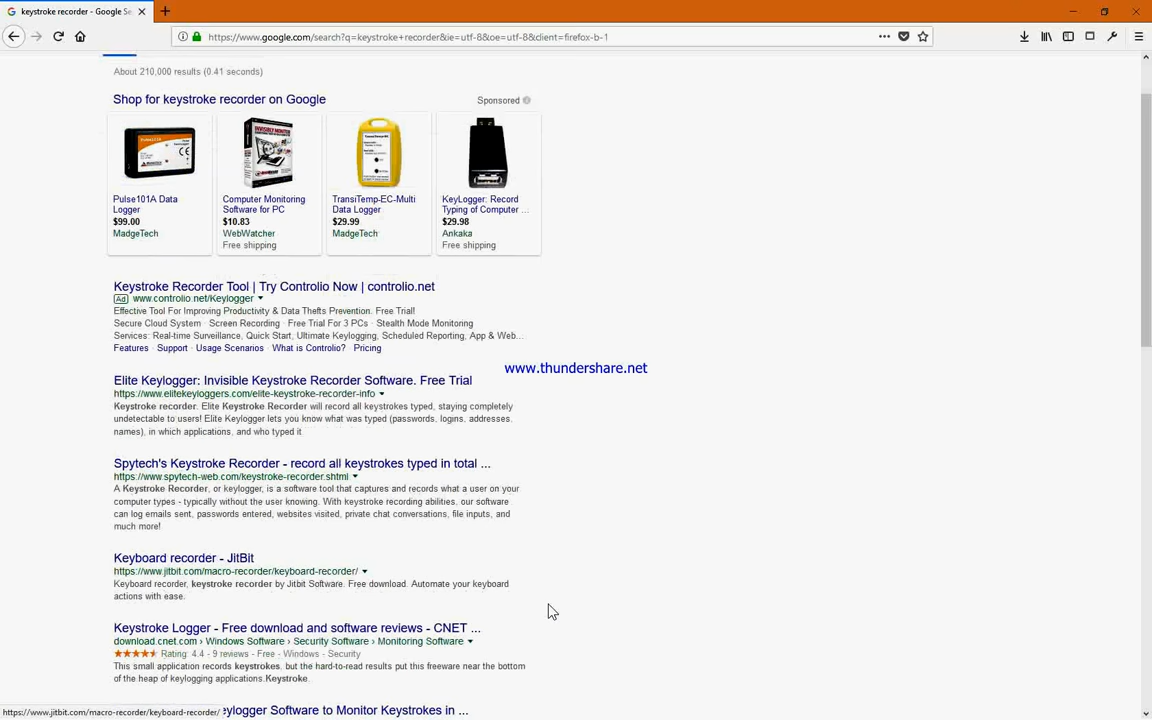 keystroke recorder - Google Se
https://www.google.com/search?q=keystroke+recorder&ie=utf-8&oe=utf-8&client=firefox-b-1
About 210,000 results (0.41 seconds)
Shop for keystroke recorder on Google
Sponsored
Pulse101A Data
Logger
$99.00
MadgeTech
Computer Monitoring
Software for PC
$10.83
WebWatcher
Free shipping
TransiTemp-EC-Multi
Data Logger
$29.99
MadgeTech
KeyLogger: Record
Typing of Computer ...
$29.98
Ankaka
Free shipping
Keystroke Recorder Tool | Try Controlio Now | controlio.net
Ad www.controlio.net/Keylogger
Effective Tool For Improving Productivity & Data Thefts Prevention. Free Trial!
Secure Cloud System · Screen Recording · Free Trial For 3 PCs · Stealth Mode Monitoring
Services: Real-time Surveillance, Quick Start, Ultimate Keylogging, Scheduled Reporting, App & Web...
Features · Support · Usage Scenarios · What is Controlio? · Pricing
www.thundershare.net
Elite Keylogger: Invisible Keystroke Recorder Software. Free Trial
https://www.elitekeyloggers.com/elite-keystroke-recorder-info
Keystroke recorder. Elite Keystroke Recorder will record all keystrokes typed, staying completely
undetectable to users! Elite Keylogger lets you know what was typed (passwords, logins, addresses,
names), in which applications, and who typed it
Spytech's Keystroke Recorder - record all keystrokes typed in total ...
https://www.spytech-web.com/keystroke-recorder.shtml
A Keystroke Recorder, or keylogger, is a software tool that captures and records what a user on your
computer types - typically without the user knowing. With keystroke recording abilities, our software
can log emails sent, passwords entered, websites visited, private chat conversations, file inputs, and
much more!
Keyboard recorder - JitBit
https://www.jitbit.com/macro-recorder/keyboard-recorder/
Keyboard recorder, keystroke recorder by Jitbit Software. Free download. Automate your keyboard
actions with ease.
Keystroke Logger - Free download and software reviews - CNET ...
download.cnet.com › Windows Software › Security Software › Monitoring Software
Rating: 4.4 - 9 reviews - Free - Windows - Security
This small application records keystrokes, but the hard-to-read results put this freeware near the bottom
of the heap of keylogging applications.Keystroke.
ylogger Software to Monitor Keystrokes in ...
https://www.jitbit.com/macro-recorder/keyboard-recorder/